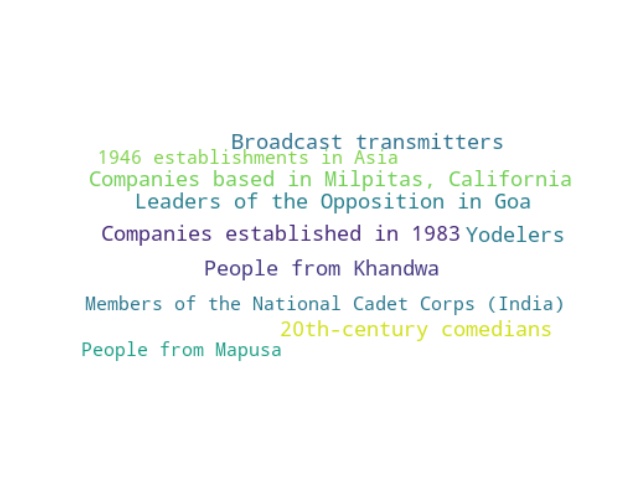 Broadcast transmitters
1946 establishments in Asia
Companies based in Milpitas, California
Leaders of the Opposition in Goa
Companies established in 1983 Yodelers
People from Khandwa
Members of the National Cadet Corps (India)
20th-century comedians
People from Mapusa